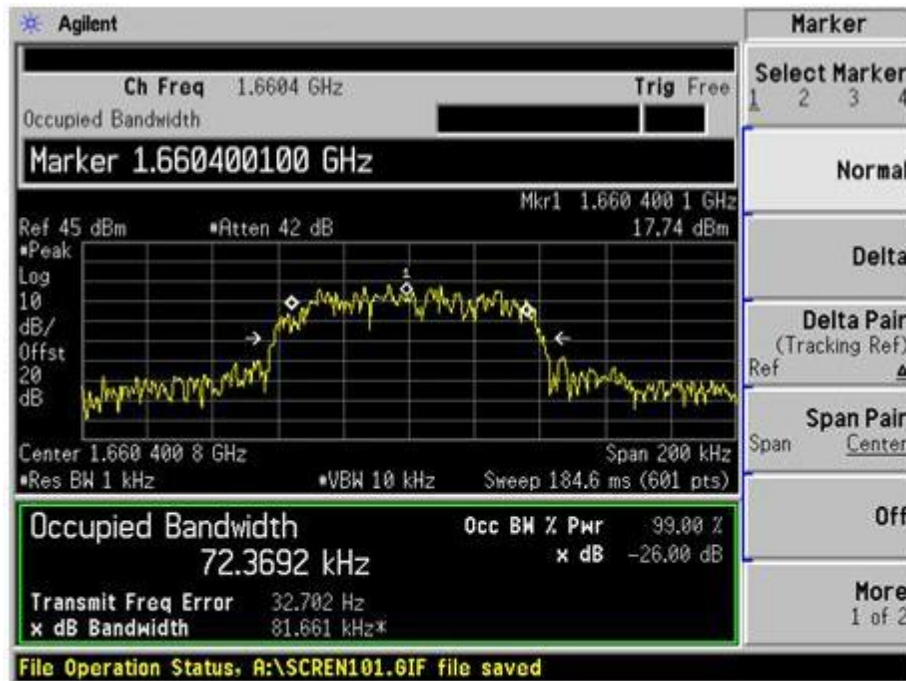 Agilent
Marker
Ch Freq 1.6604 GHz Trig Free
Occupied Bandwidth
Marker 1.660400100 GHz
Mkr1 1.660 400 1 GHz
Ref 45 dBm *Atten 42 dB 17.74 dBm
*Peak
Log
10
dB/
Offst
20
dB
1
Center 1.660 400 8 GHz Span 200 kHz
*Res BW 1 kHz *VBW 10 kHz Sweep 184.6 ms (601 pts)
Occupied Bandwidth Occ BW % Pwr 99.00 %
72.3692 kHz x dB -26.00 dB
Transmit Freq Error 32.702 Hz
x dB Bandwidth 81.661 kHz*
Select Marker
1 2 3 4
Normal
Delta
Delta Pair
(Tracking Ref)
Ref Δ
Span Pair
Span Center
Off
More
1 of 2
File Operation Status, A:\SCREN101.GIF file saved